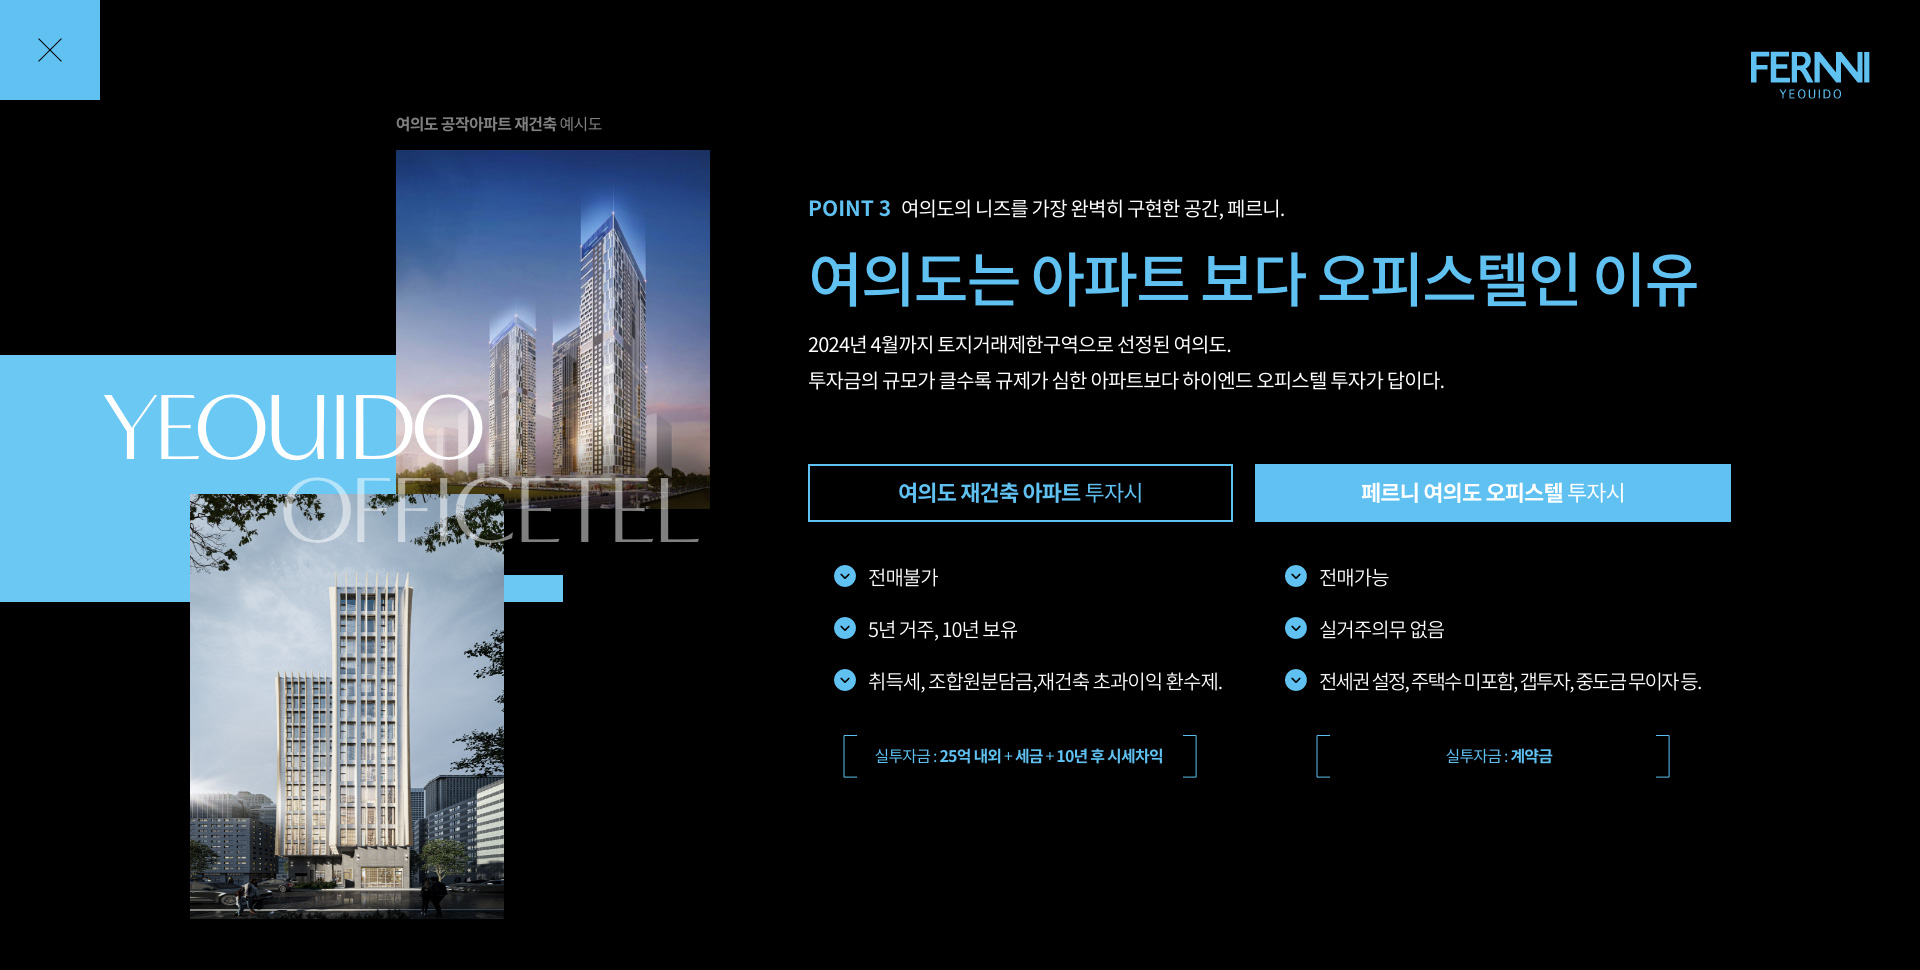 FERNNI
YEOUIDO
여의도 공작아파트 재건축 예시도
YEOUIDO
OFFICETEL
POINT 3 여의도의 니즈를 가장 완벽히 구현한 공간, 페르니.
여의도는 아파트 보다 오피스텔인 이유
2024년 4월까지 토지거래제한구역으로 선정된 여의도.
투자금의 규모가 클수록 규제가 심한 아파트보다 하이엔드 오피스텔 투자가 답이다.
여의도 재건축 아파트 투자시
전매불가
5년 거주, 10년 보유
취득세, 조합원분담금,재건축 초과이익 환수제.
실투자금 : 25억 내외 + 세금 + 10년 후 시세차익
페르니 여의도 오피스텔 투자시
전매가능
실거주의무 없음
전세권 설정, 주택수 미포함, 갭투자, 중도금 무이자 등.
실투자금 : 계약금